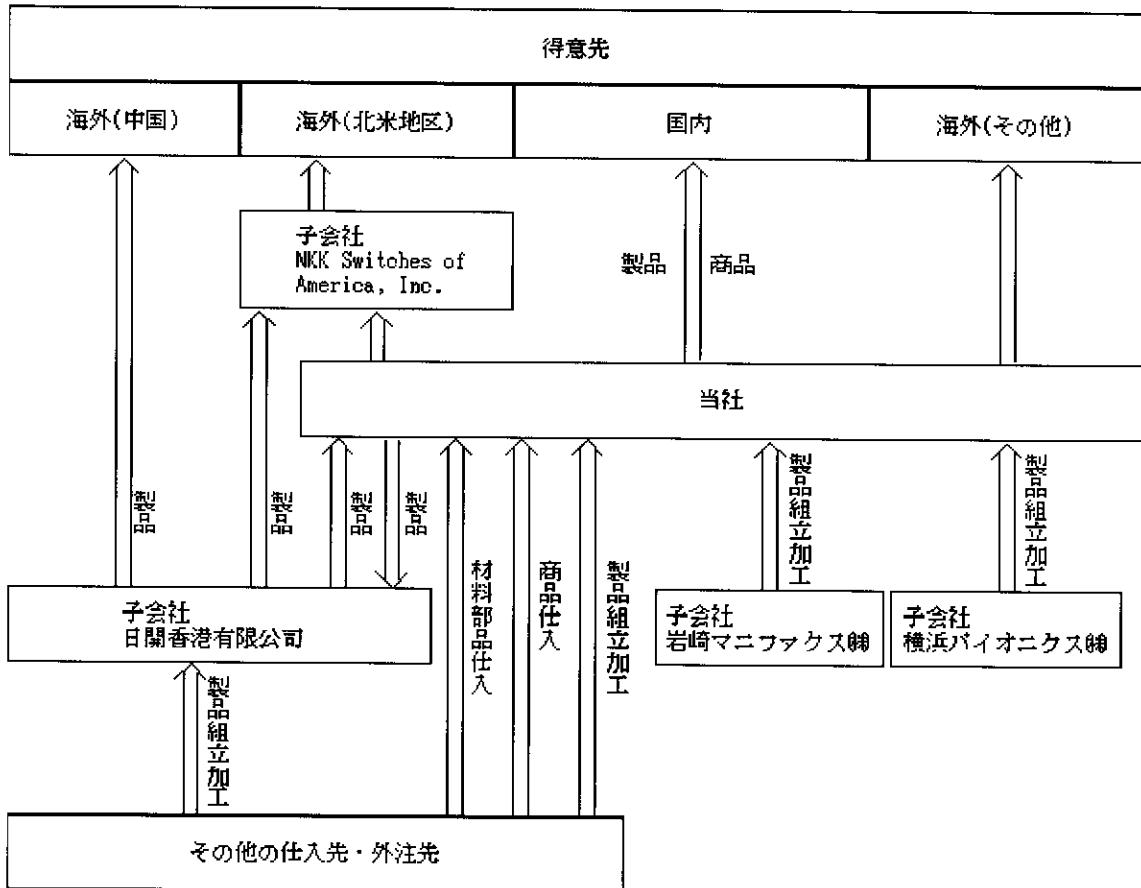 得意先
海外(中国)
海外(北米地区)
国内
海外(その他)
子会社
NKK Switches of
America, Inc.
製品
商品
当社
製品
製品
製品
製品
材料部品仕入
商品仕入
製品組立加工
製品組立加工
製品組立加工
子会社
日開香港有限公司
子会社
岩崎マニファクス㈱
子会社
横浜パイオニクス㈱
製品組立加工
その他の仕入先・外注先